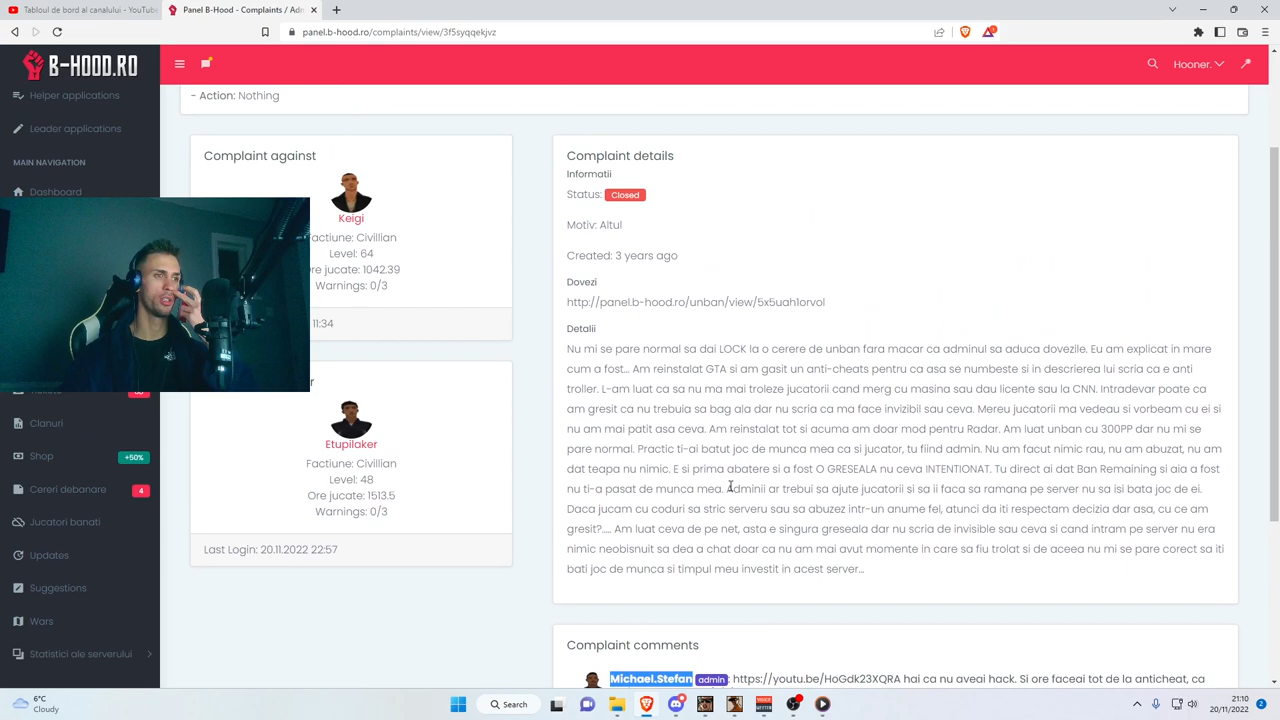 Tabloul de bord al canalului - YouTube
Panel B-Hood - Complaints / Adm
panel.b-hood.ro/complaints/view/3f5syqqekjvz
B-HOOD.RO
Hooner.
Helper applications
Leader applications
MAIN NAVIGATION
Dashboard
Clanuri
Shop
+50%
Cereri debanare
4
Jucatori banati
Updates
Suggestions
Wars
Statistici ale serverului
- Action: Nothing
Complaint against
Keigi
Factiune: Civillian
Level: 64
Ore jucate: 1042.39
Warnings: 0/3
11:34
Etupilaker
Factiune: Civillian
Level: 48
Ore jucate: 1513.5
Warnings: 0/3
Last Login: 20.11.2022 22:57
Complaint details
Informatii
Status: Closed
Motiv: Altul
Created: 3 years ago
Dovezi
http://panel.b-hood.ro/unban/view/5x5uah1orvol
Detalii
Nu mi se pare normal sa dai LOCK la o cerere de unban fara macar ca adminul sa aduca dovezile. Eu am explicat in mare
cum a fost... Am reinstalat GTA si am gasit un anti-cheats pentru ca asa se numbeste si in descrierea lui scria ca e anti
troller. L-am luat ca sa nu ma mai troleze jucatorii cand merg cu masina sau dau licente sau la CNN. Intradevar poate ca
am gresit ca nu trebuia sa bag ala dar nu scria ca ma face invizibil sau ceva. Mereu jucatorii ma vedeau si vorbeam cu ei si
nu am mai patit asa ceva. Am reinstalat tot si acuma am doar mod pentru Radar. Am luat unban cu 300PP dar nu mi se
pare normal. Practic ti-ai batut joc de munca mea ca si jucator, tu fiind admin. Nu am facut nimic rau, nu am abuzat, nu am
dat teapa nu nimic. E si prima abatere si a fost O GRESEALA nu ceva INTENTIONAT. Tu direct ai dat Ban Remaining si aia a fost
nu ti-a pasat de munca mea. Adminii ar trebui sa ajute jucatorii si sa ii faca sa ramana pe server nu sa isi bata joc de ei.
Daca jucam cu coduri sa stric serveru sau sa abuzez intr-un anume fel, atunci da iti respectam decizia dar asa, cu ce am
gresit?..... Am luat ceva de pe net, asta e singura greseala dar nu scria de invisible sau ceva si cand intram pe server nu era
nimic neobisnuit sa dea a chat doar ca nu am mai avut momente in care sa fiu trolat si de aceea nu mi se pare corect sa iti
bati joc de munca si timpul meu investit in acest server...
Complaint comments
Michael.Stefan admin : https://youtu.be/HoGdk23XQRA hai ca nu aveai hack. Si ore faceai tot de la anticheat, ca
6°C
Cloudy
Search
21:10
20/11/2022
2